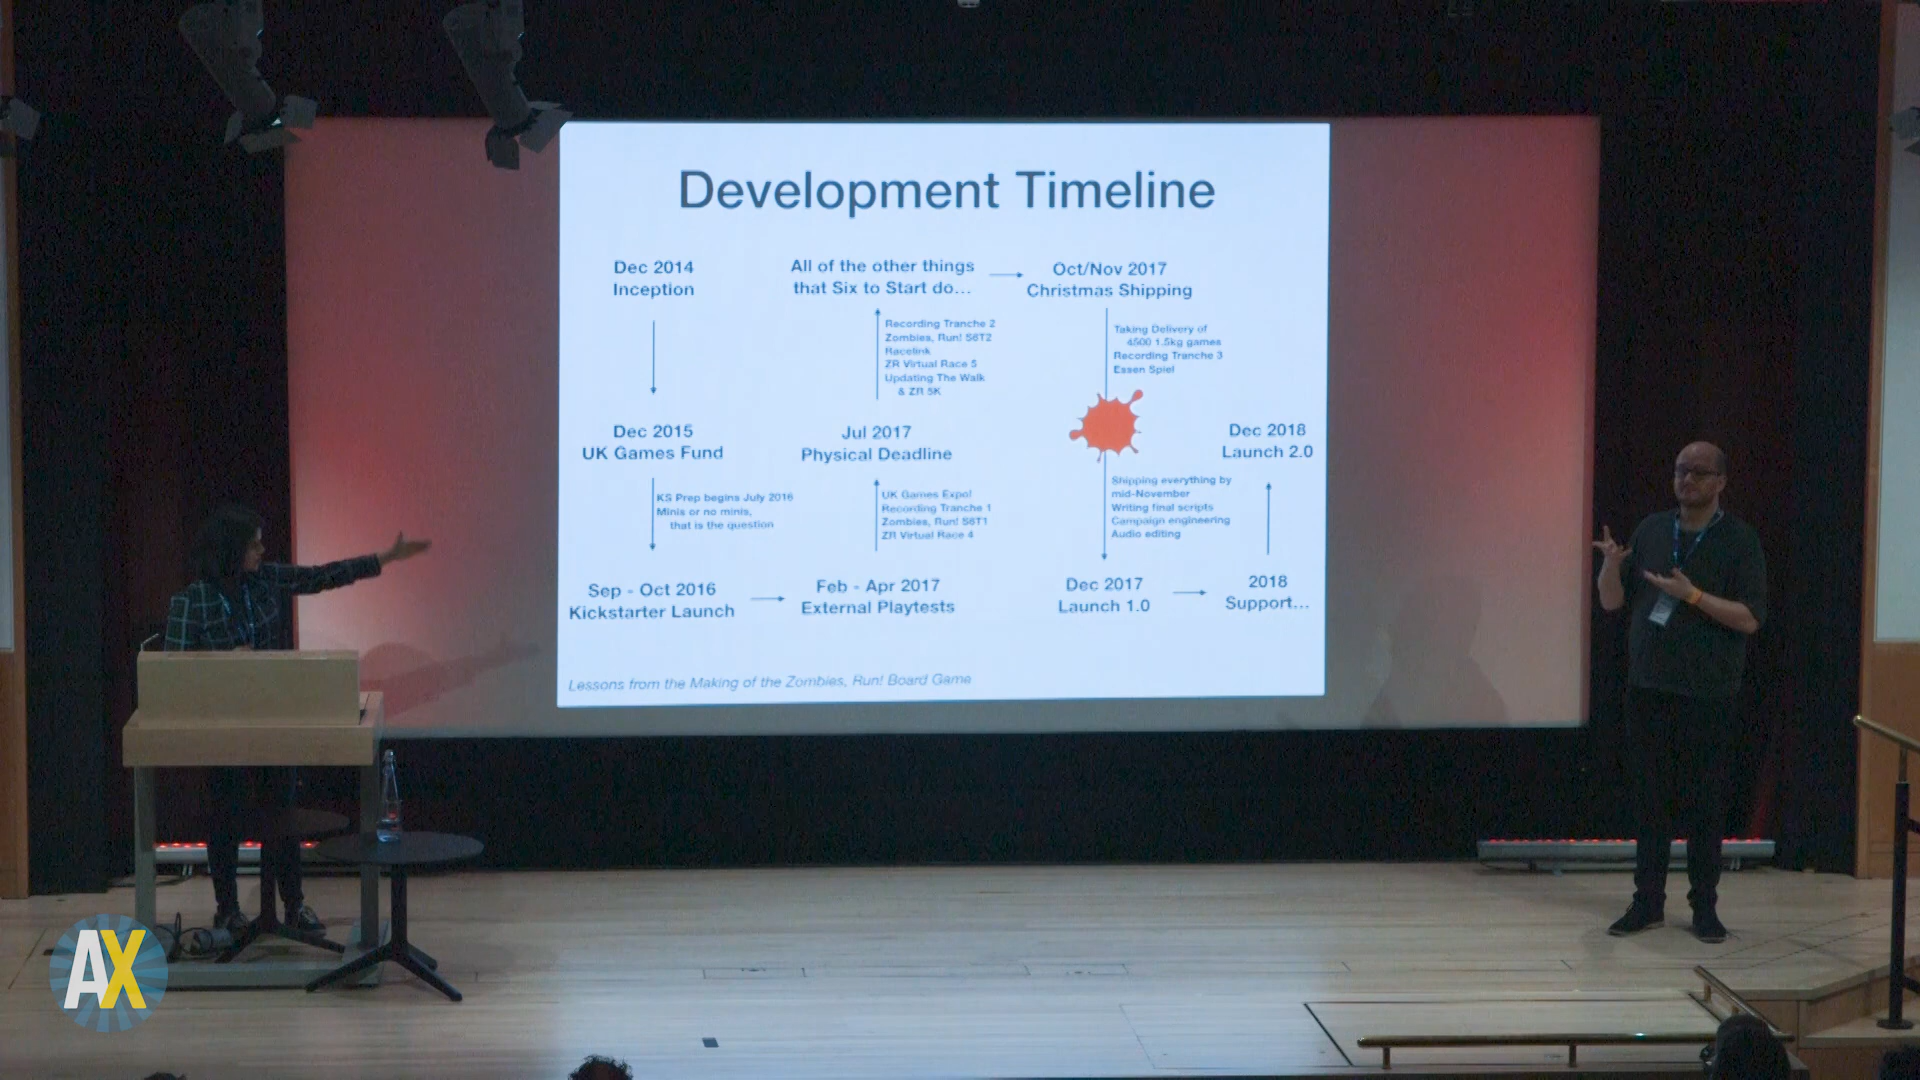 Development Timeline
Dec 2014
Inception
Dec 2015
UK Games Fund
KS Prep begins July 2016
Minis or no minis,
that is the question
Sep - Oct 2016
Kickstarter Launch
Feb - Apr 2017
External Playtests
UK Games Expo!
Recording Tranche 1
Zombies, Run! S6T1
ZR Virtual Race 4
Jul 2017
Physical Deadline
Recording Tranche 2
Zombies, Run! S6T2
Racelink
ZR Virtual Race 5
Updating The Walk
& ZR 5K
All of the other things
that Six to Start do...
Oct/Nov 2017
Christmas Shipping
Taking Delivery of
4500 1.5kg games
Recording Tranche 3
Essen Spiel
Shipping everything by
mid-November
Writing final scripts
Campaign engineering
Audio editing
Dec 2017
Launch 1.0
2018
Support...
Dec 2018
Launch 2.0
Lessons from the Making of the Zombies, Run! Board Game
AX